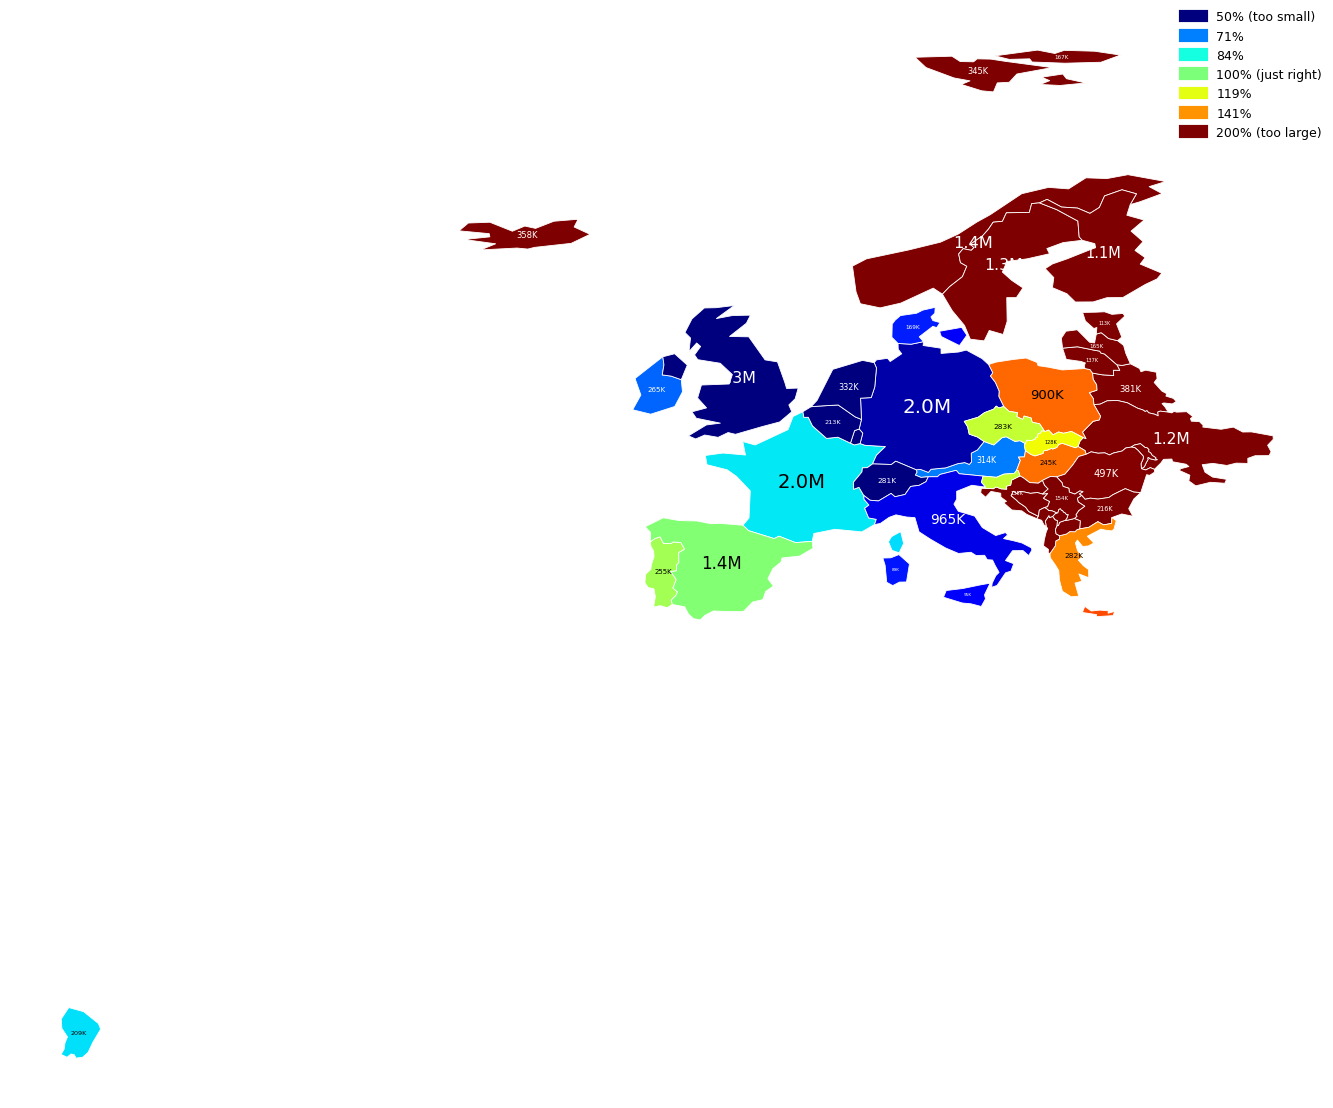 50% (too small)
71%
84%
100% (just right)
119%
141%
200% (too large)
167K
345K
358K
1.4M
1.3M
1.1M
113K
169K
165K
137K
3M
332K
381K
265K
900K
2.0M
213K
283K
1.2M
128K
314K
245K
497K
281K
2.0M
154K
216K
965K
282K
1.4M
255K
209K